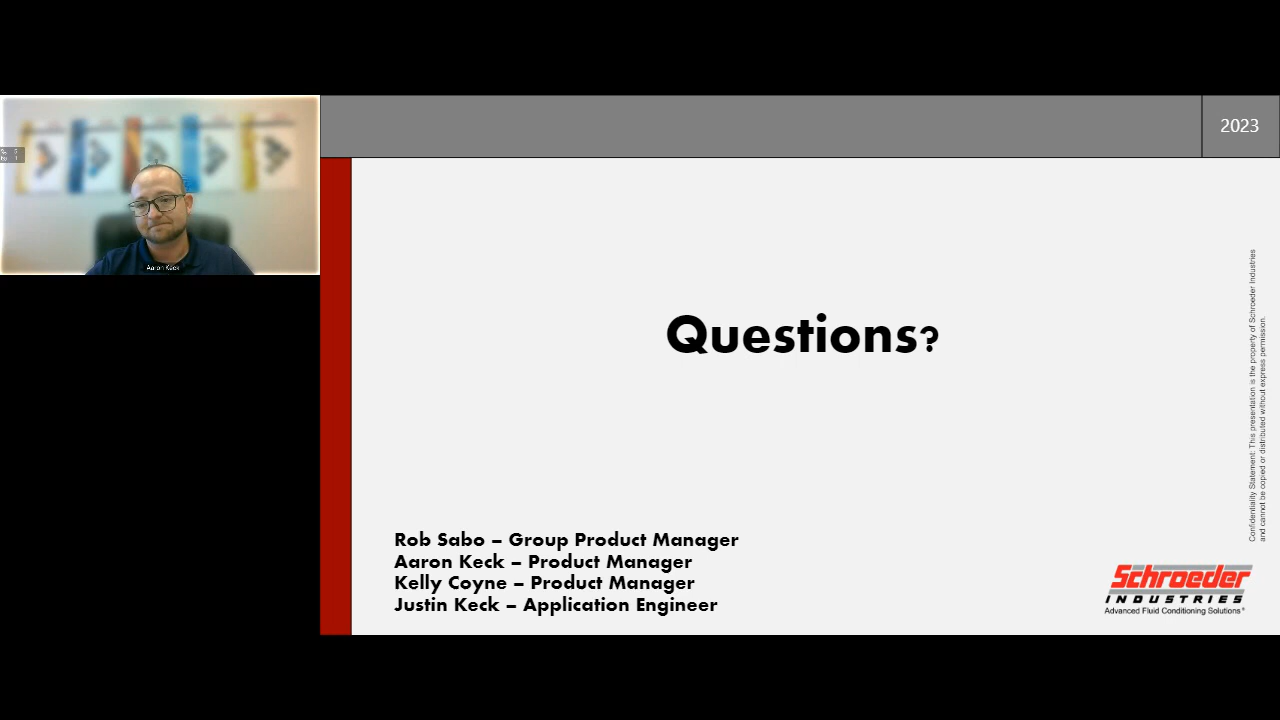 Aaron Keck
2023
Questions?
Confidentiality Statement: This presentation is the property of Schroeder Industries
and cannot be copied or distributed without express permission.
Rob Sabo – Group Product Manager
Aaron Keck – Product Manager
Kelly Coyne – Product Manager
Justin Keck – Application Engineer
Schroeder
INDUSTRIES
Advanced Fluid Conditioning Solutions®